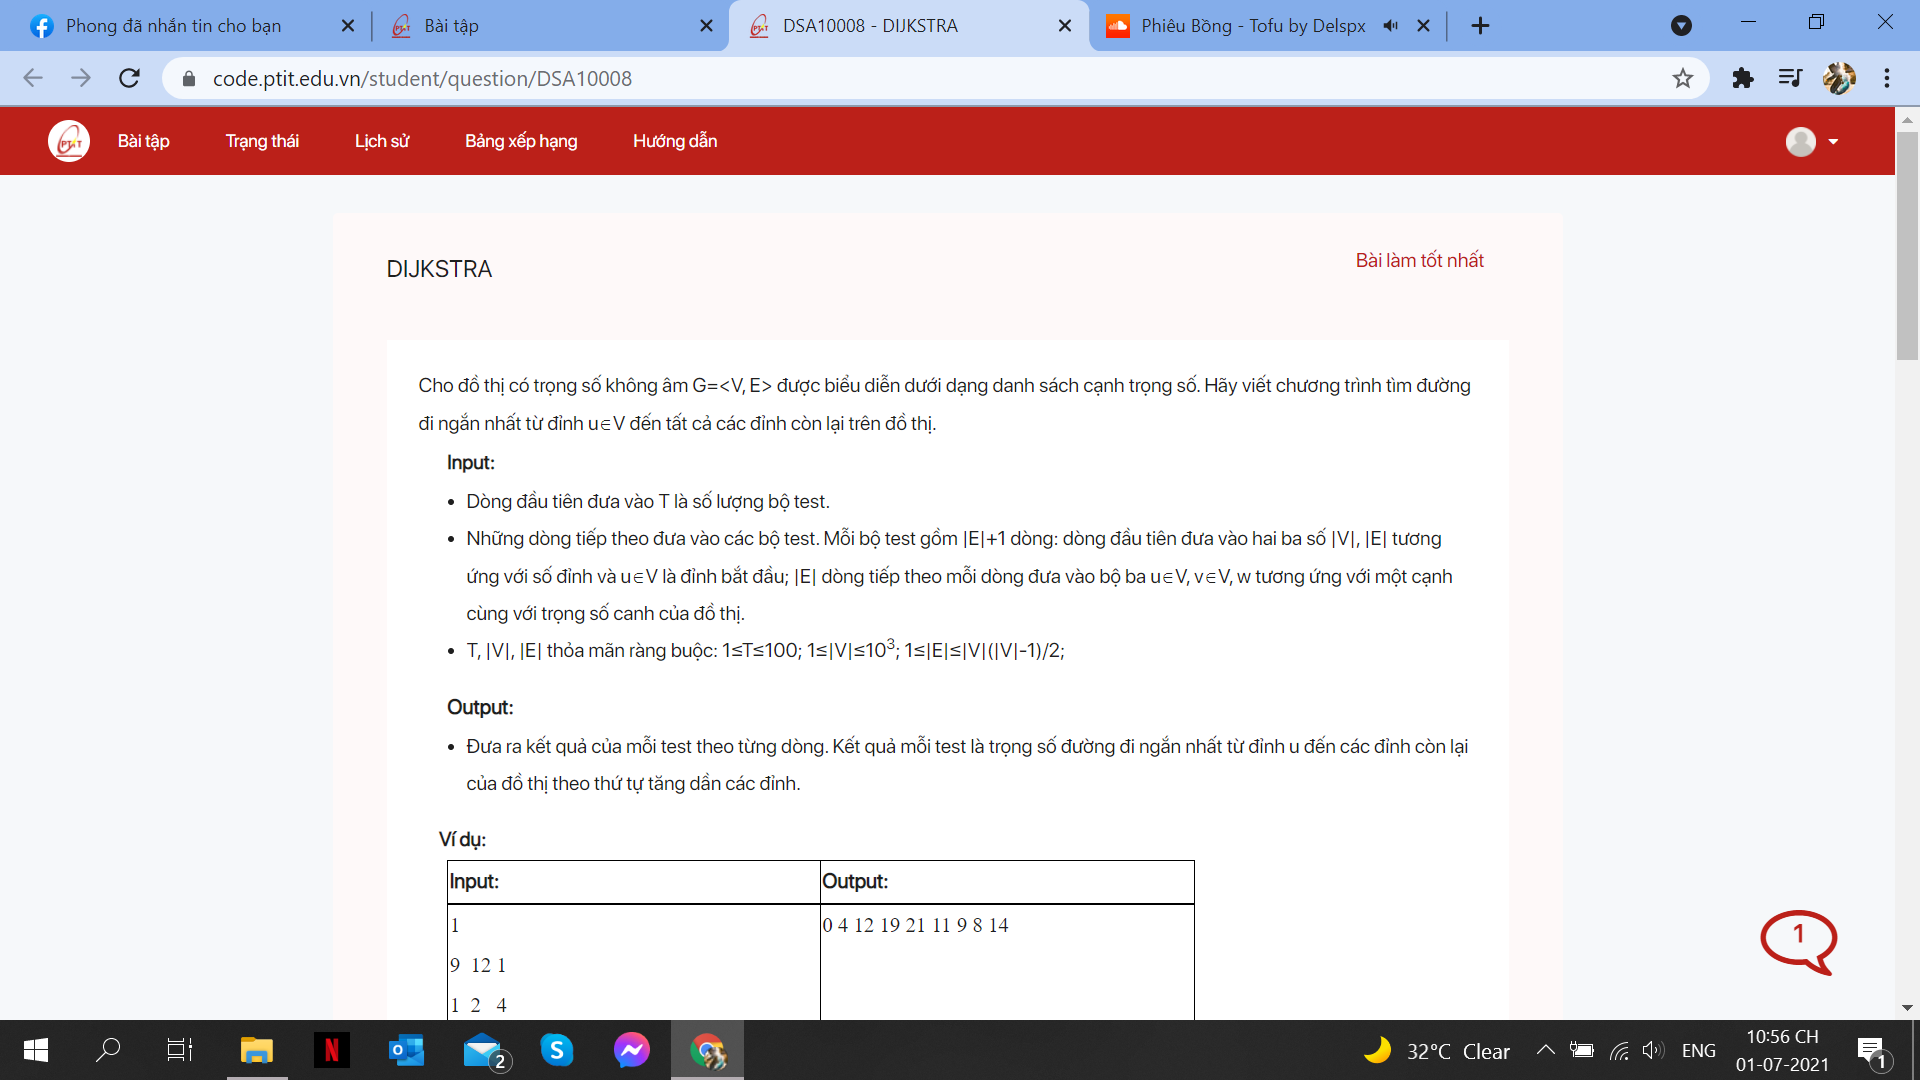 Phong đã nhắn tin cho bạn
Bài tập
DSA10008 - DIJKSTRA
Phiêu Bồng - Tofu by Delspx
code.ptit.edu.vn/student/question/DSA10008
PTIT
Bài tập
Trạng thái
Lịch sử
Bảng xếp hạng
Hướng dẫn
DIJKSTRA
Bài làm tốt nhất
Cho đồ thị có trọng số không âm G=<V, E> được biểu diễn dưới dạng danh sách cạnh trọng số. Hãy viết chương trình tìm đường
đi ngắn nhất từ đỉnh u∈V đến tất cả các đỉnh còn lại trên đồ thị.
Input:
• Dòng đầu tiên đưa vào T là số lượng bộ test.
• Những dòng tiếp theo đưa vào các bộ test. Mỗi bộ test gồm |E|+1 dòng: dòng đầu tiên đưa vào hai ba số |V|, |E| tương
ứng với số đỉnh và u∈V là đỉnh bắt đầu; |E| dòng tiếp theo mỗi dòng đưa vào bộ ba u∈V, v∈V, w tương ứng với một cạnh
cùng với trọng số canh của đồ thị.
• T, |V|, |E| thỏa mãn ràng buộc: 1≤T≤100; 1≤|V|≤10³; 1≤|E|≤|V|(|V|-1)/2;
Output:
• Đưa ra kết quả của mỗi test theo từng dòng. Kết quả mỗi test là trọng số đường đi ngắn nhất từ đỉnh u đến các đỉnh còn lại
của đồ thị theo thứ tự tăng dần các đỉnh.
Ví dụ:
Input:
Output:
1
0 4 12 19 21 11 9 8 14
9 12 1
1 2 4
1
2
32°C Clear
ENG
10:56 CH
01-07-2021
1